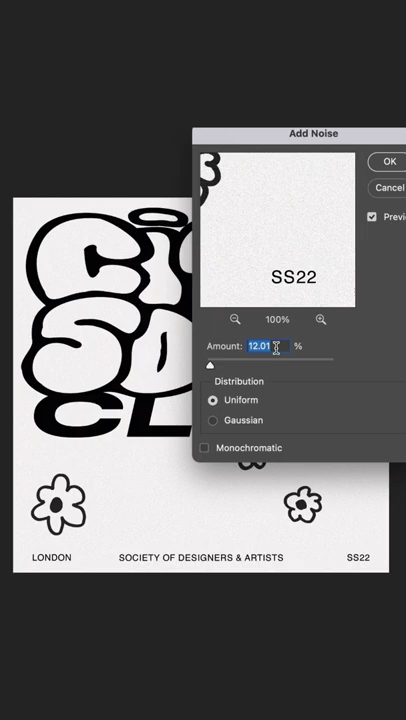 Add Noise
OK
Cancel
SS22
100%
Amount: 12.01 %
Distribution
Uniform
Gaussian
Monochromatic
LONDON SOCIETY OF DESIGNERS & ARTISTS SS22